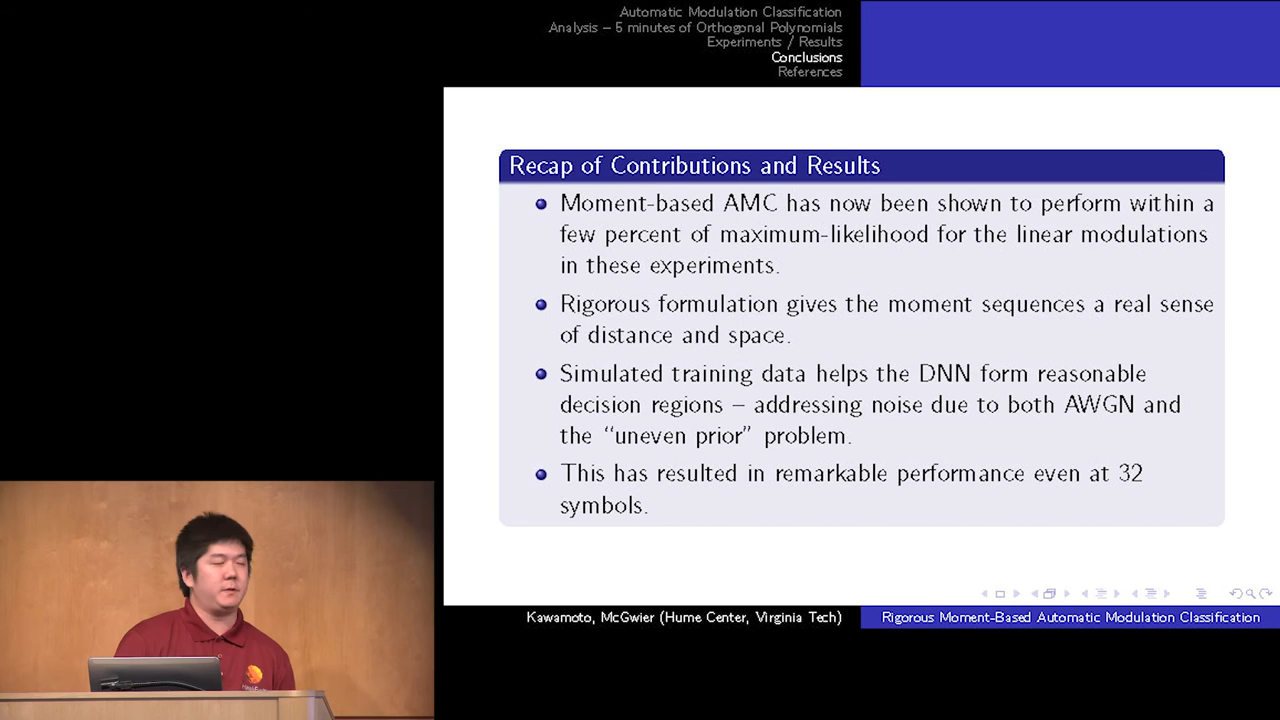 Automatic Modulation Classification
Analysis – 5 minutes of Orthogonal Polynomials
Experiments / Results
Conclusions
References
Recap of Contributions and Results
Moment-based AMC has now been shown to perform within a
few percent of maximum-likelihood for the linear modulations
in these experiments.
Rigorous formulation gives the moment sequences a real sense
of distance and space.
Simulated training data helps the DNN form reasonable
decision regions – addressing noise due to both AWGN and
the “uneven prior” problem.
This has resulted in remarkable performance even at 32
symbols.
Kawamoto, McGwier (Hume Center, Virginia Tech)
Rigorous Moment-Based Automatic Modulation Classification